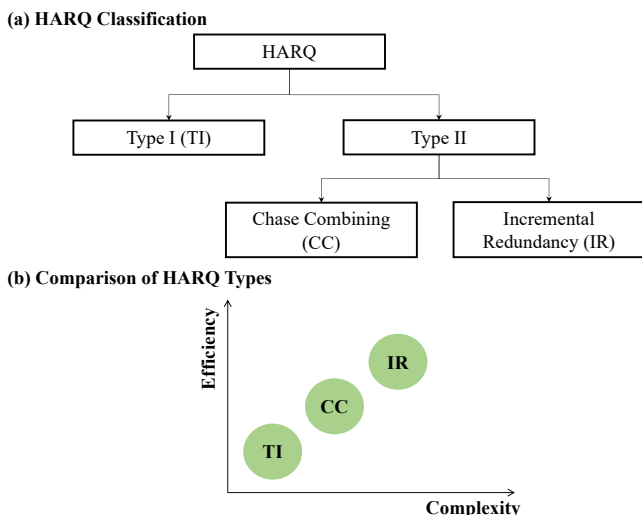 (a) HARQ Classification
HARQ
Type I (TI)
Type II
Chase Combining
(CC)
Incremental
Redundancy (IR)
(b) Comparison of HARQ Types
Efficiency
IR
CC
TI
Complexity